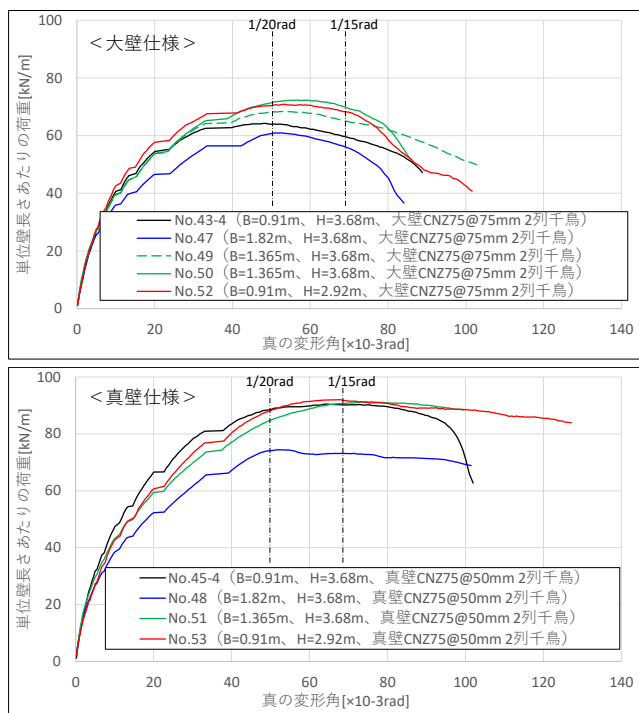 ＜大壁仕様＞
1/20rad
1/15rad
単位壁長さあたりの荷重[kN/m]
100
80
60
40
20
0
No.43-4（B=0.91m、H=3.68m、大壁CNZ75@75mm 2列千鳥）
No.47（B=1.82m、H=3.68m、大壁CNZ75@75mm 2列千鳥）
No.49（B=1.365m、H=3.68m、大壁CNZ75@75mm 2列千鳥）
No.50（B=1.365m、H=3.68m、大壁CNZ75@75mm 2列千鳥）
No.52（B=0.91m、H=2.92m、大壁CNZ75@75mm 2列千鳥）
0 20 40 60 80 100 120 140
真の変形角[×10-3rad]
＜真壁仕様＞
1/20rad
1/15rad
単位壁長さあたりの荷重[kN/m]
100
80
60
40
20
0
No.45-4（B=0.91m、H=3.68m、真壁CNZ75@50mm 2列千鳥）
No.48（B=1.82m、H=3.68m、真壁CNZ75@50mm 2列千鳥）
No.51（B=1.365m、H=3.68m、真壁CNZ75@50mm 2列千鳥）
No.53（B=0.91m、H=2.92m、真壁CNZ75@50mm 2列千鳥）
0 20 40 60 80 100 120 140
真の変形角[×10-3rad]